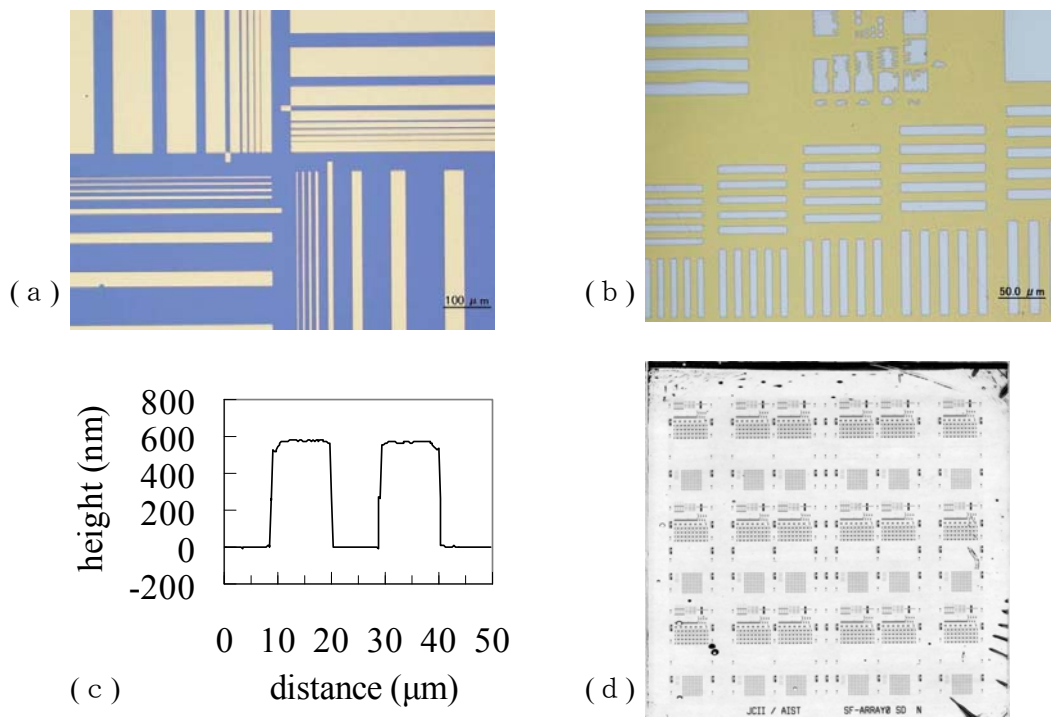 100 μm
(a)
50.0 μm
(b)
800
600
400
200
0
-200
height (nm)
0 10 20 30 40 50
distance (μm)
(c)
JCII / AIST SF-ARRAY0 SD N
(d)